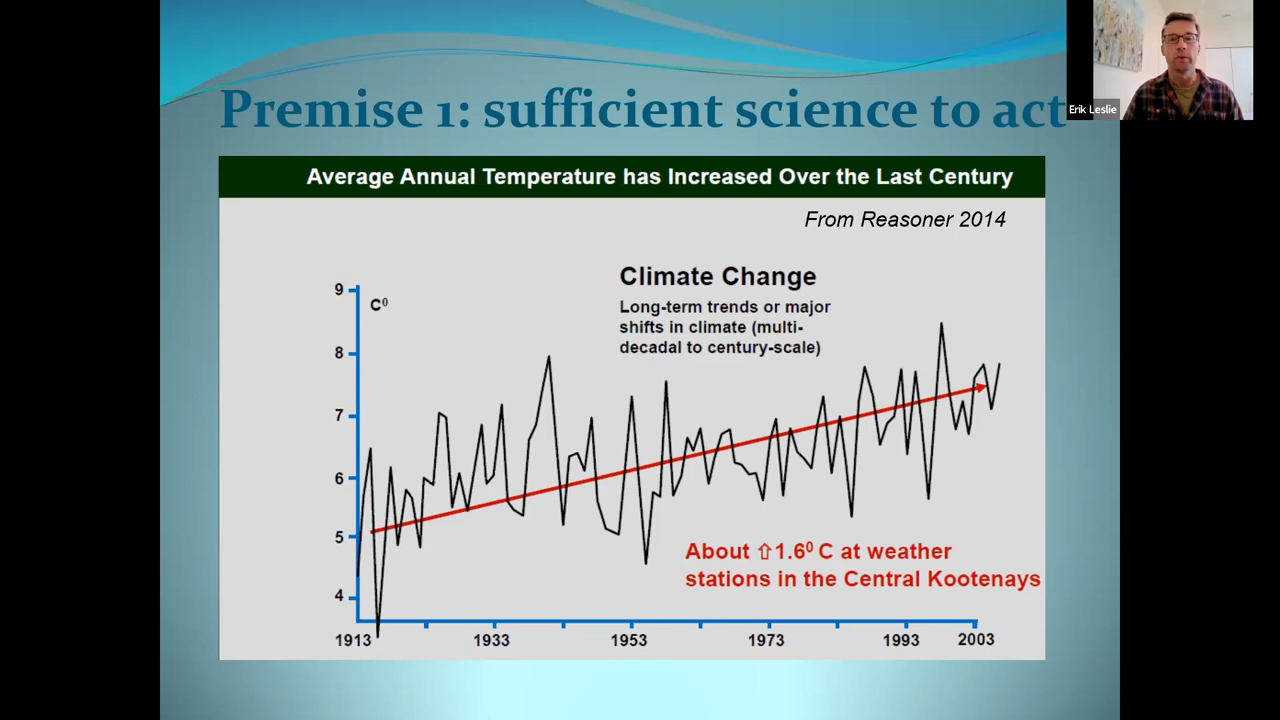 Premise 1: sufficient science to act
Erik Leslie
Average Annual Temperature has Increased Over the Last Century
From Reasoner 2014
Climate Change
Long-term trends or major
shifts in climate (multi-
decadal to century-scale)
9
C⁰
8
7
6
5
4
About ⇧1.6⁰ C at weather
stations in the Central Kootenays
1913 1933 1953 1973 1993 2003